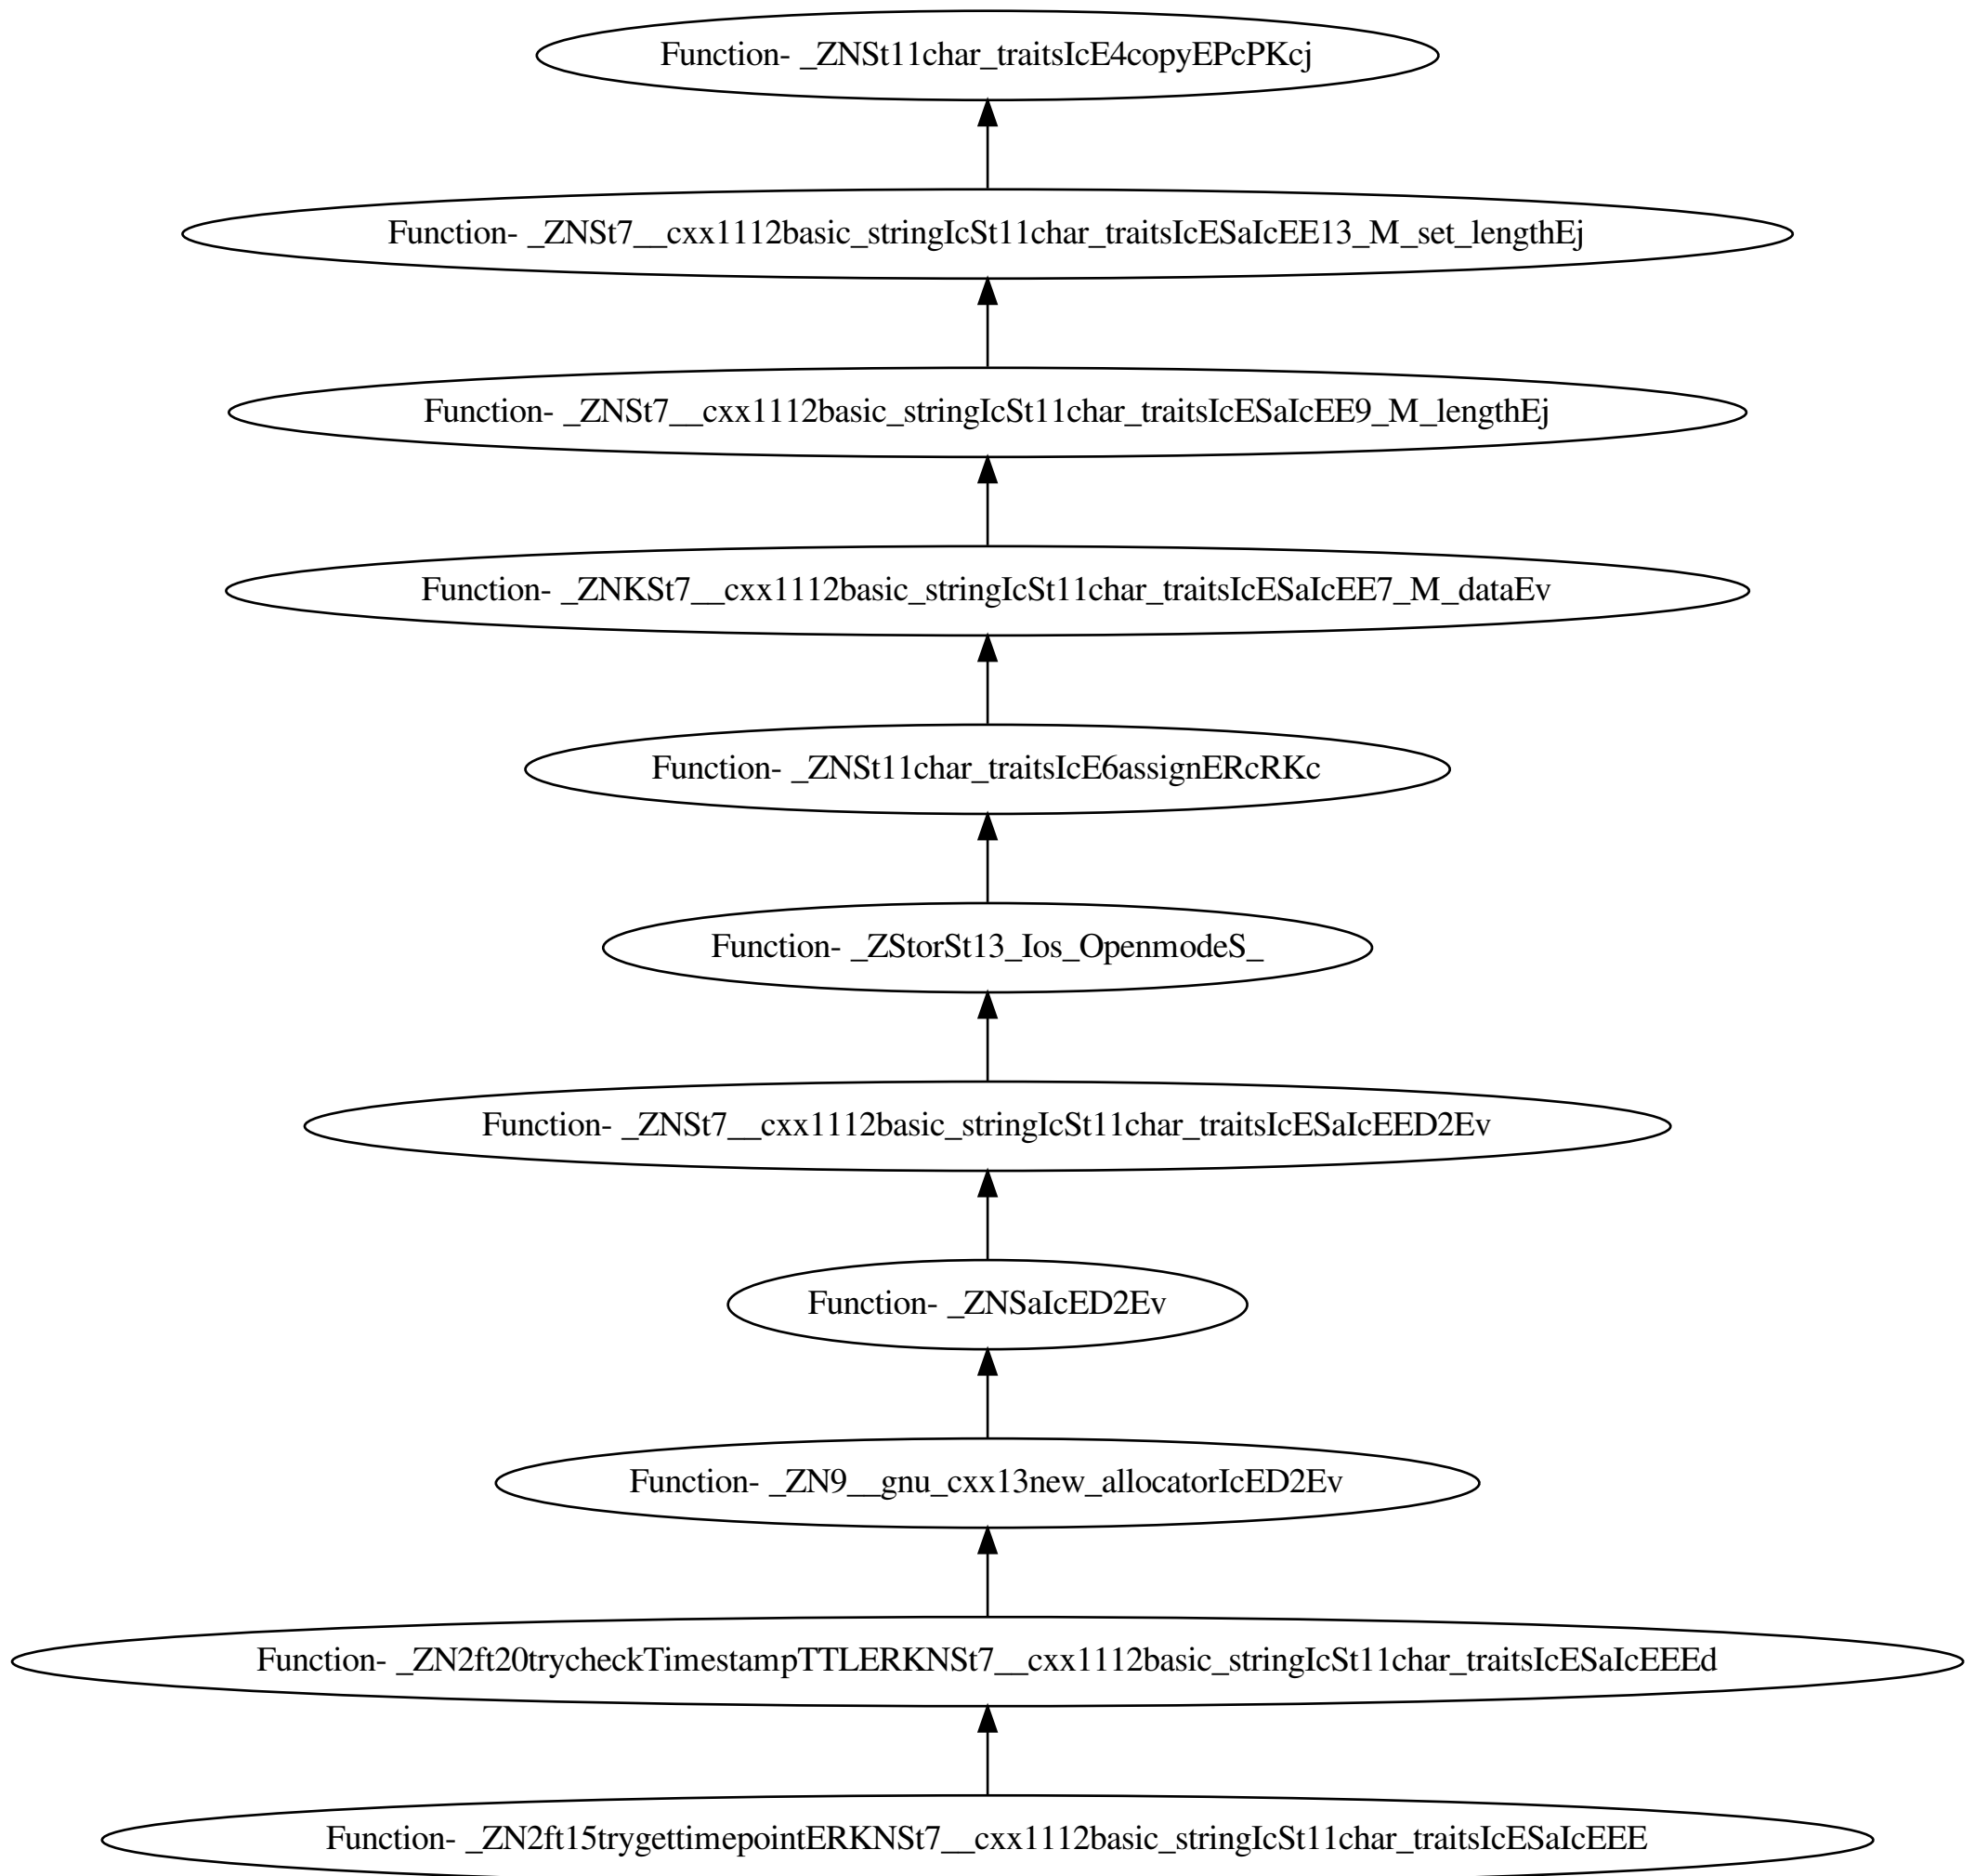 Function- _ZNSt11char_traitsIcE4copyEPcPKcj
Function- _ZNSt7__cxx1112basic_stringIcSt11char_traitsIcESaIcEE13_M_set_lengthEj
Function- _ZNSt7__cxx1112basic_stringIcSt11char_traitsIcESaIcEE9_M_lengthEj
Function- _ZNKSt7__cxx1112basic_stringIcSt11char_traitsIcESaIcEE7_M_dataEv
Function- _ZNSt11char_traitsIcE6assignERcRKc
Function- _ZStorSt13_Ios_OpenmodeS_
Function- _ZNSt7__cxx1112basic_stringIcSt11char_traitsIcESaIcEED2Ev
Function- _ZNSaIcED2Ev
Function- _ZN9__gnu_cxx13new_allocatorIcED2Ev
Function- _ZN2ft20trycheckTimestampTTLERKNSt7__cxx1112basic_stringIcSt11char_traitsIcESaIcEEEd
Function- _ZN2ft15trygettimepointERKNSt7__cxx1112basic_stringIcSt11char_traitsIcESaIcEEE